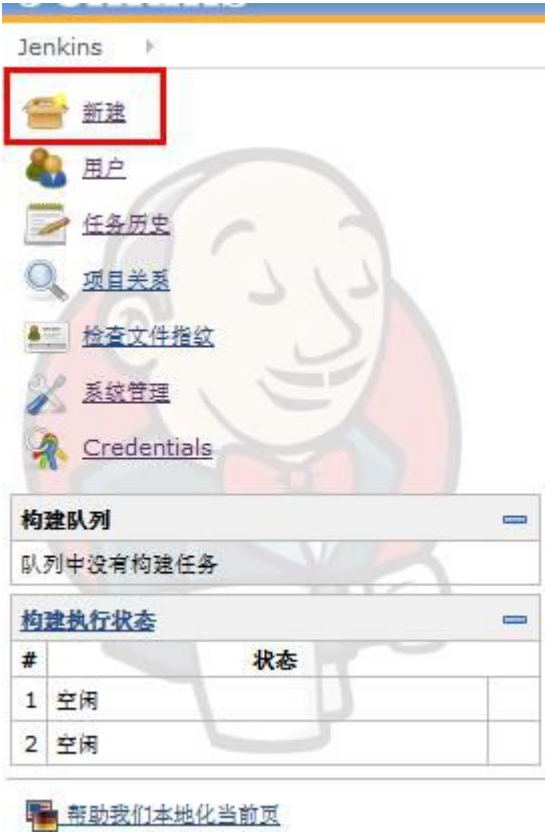 Jenkins
新建
用户
任务历史
项目关系
检查文件指纹
系统管理
Credentials
构建队列
队列中没有构建任务
构建执行状态
# 状态
1 空闲
2 空闲
帮助我们本地化当前页